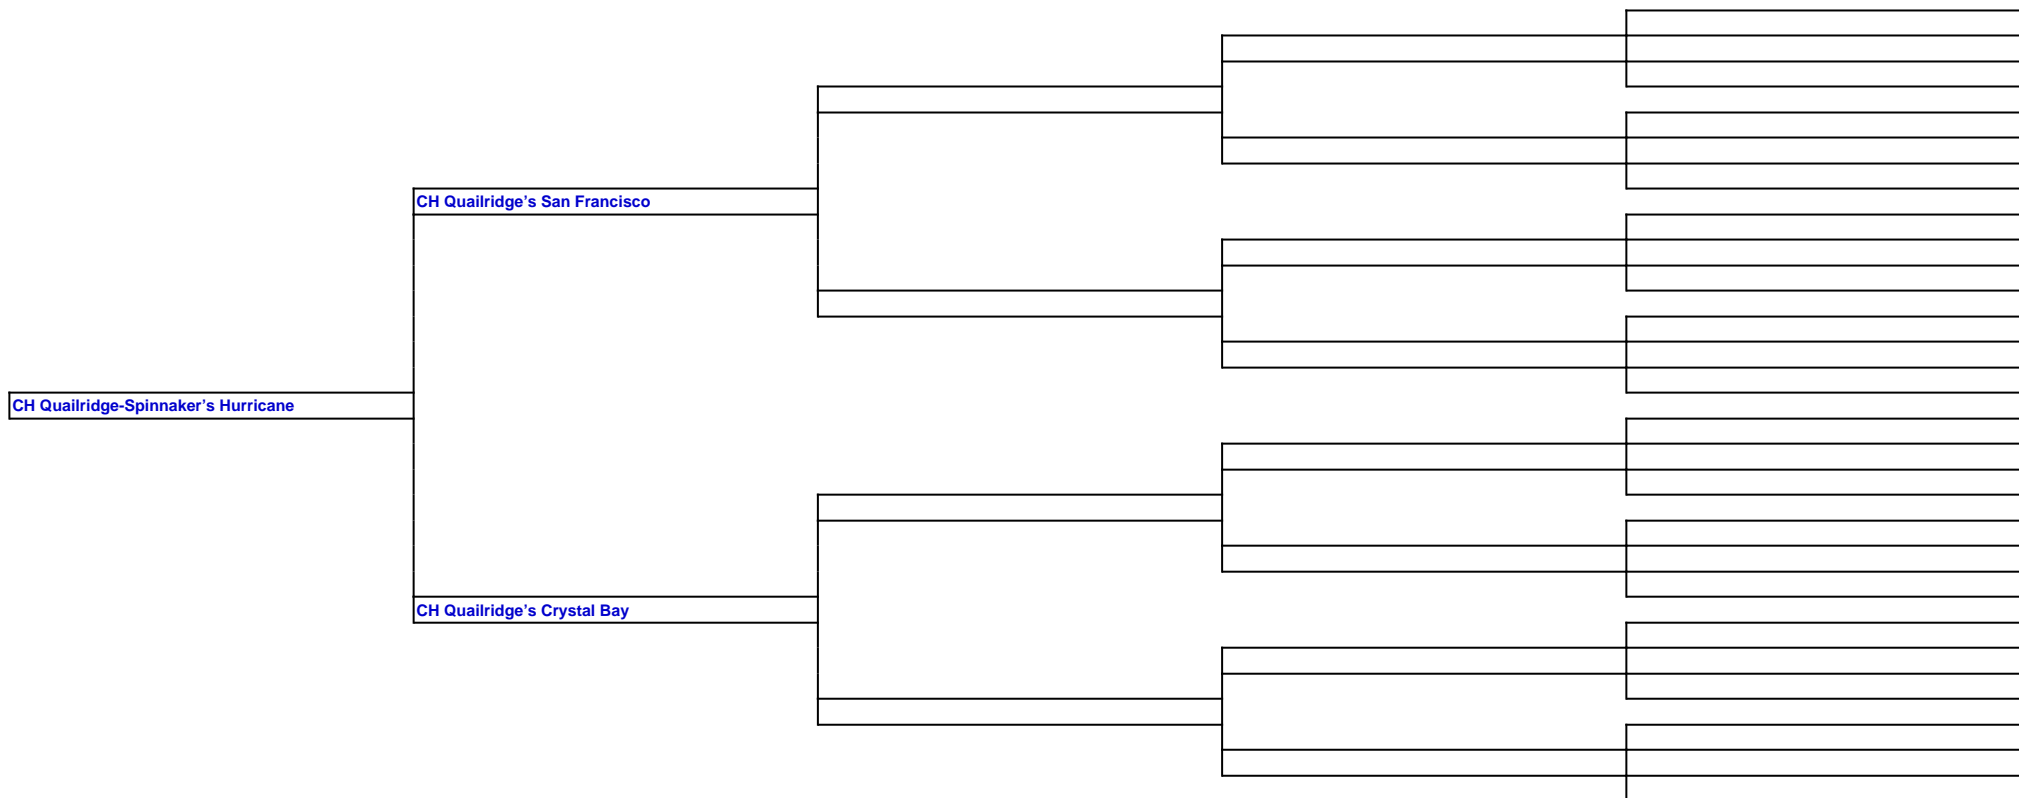 CH Quailridge’s San Francisco
CH Quailridge-Spinnaker’s Hurricane
CH Quailridge’s Crystal Bay